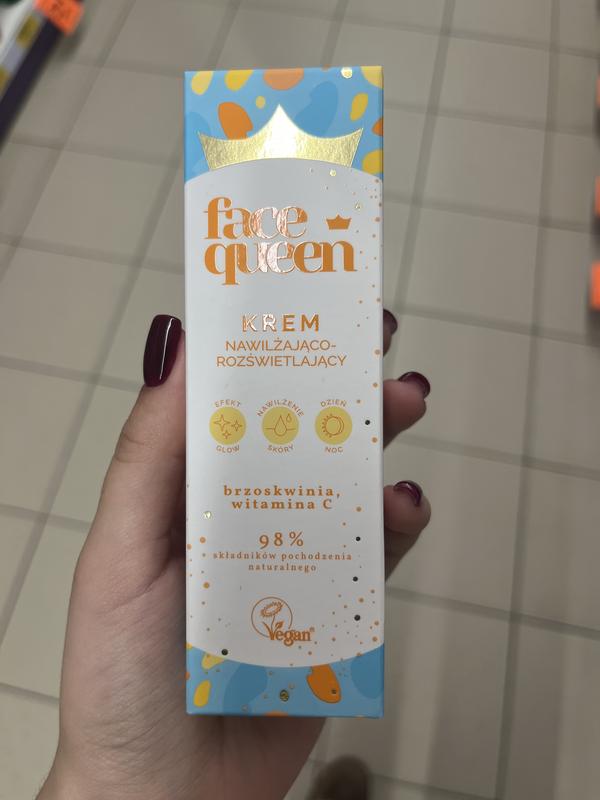 face
queen
KREM
NAWILŻAJĄCO-
ROZŚWIETLAJĄCY
EFEKT
GLOW
NAWILŻENIE
SKÓRY
DZIEŃ
NOC
brzoskwinia,
witamina C
98%
składników pochodzenia
naturalnego
Vegan